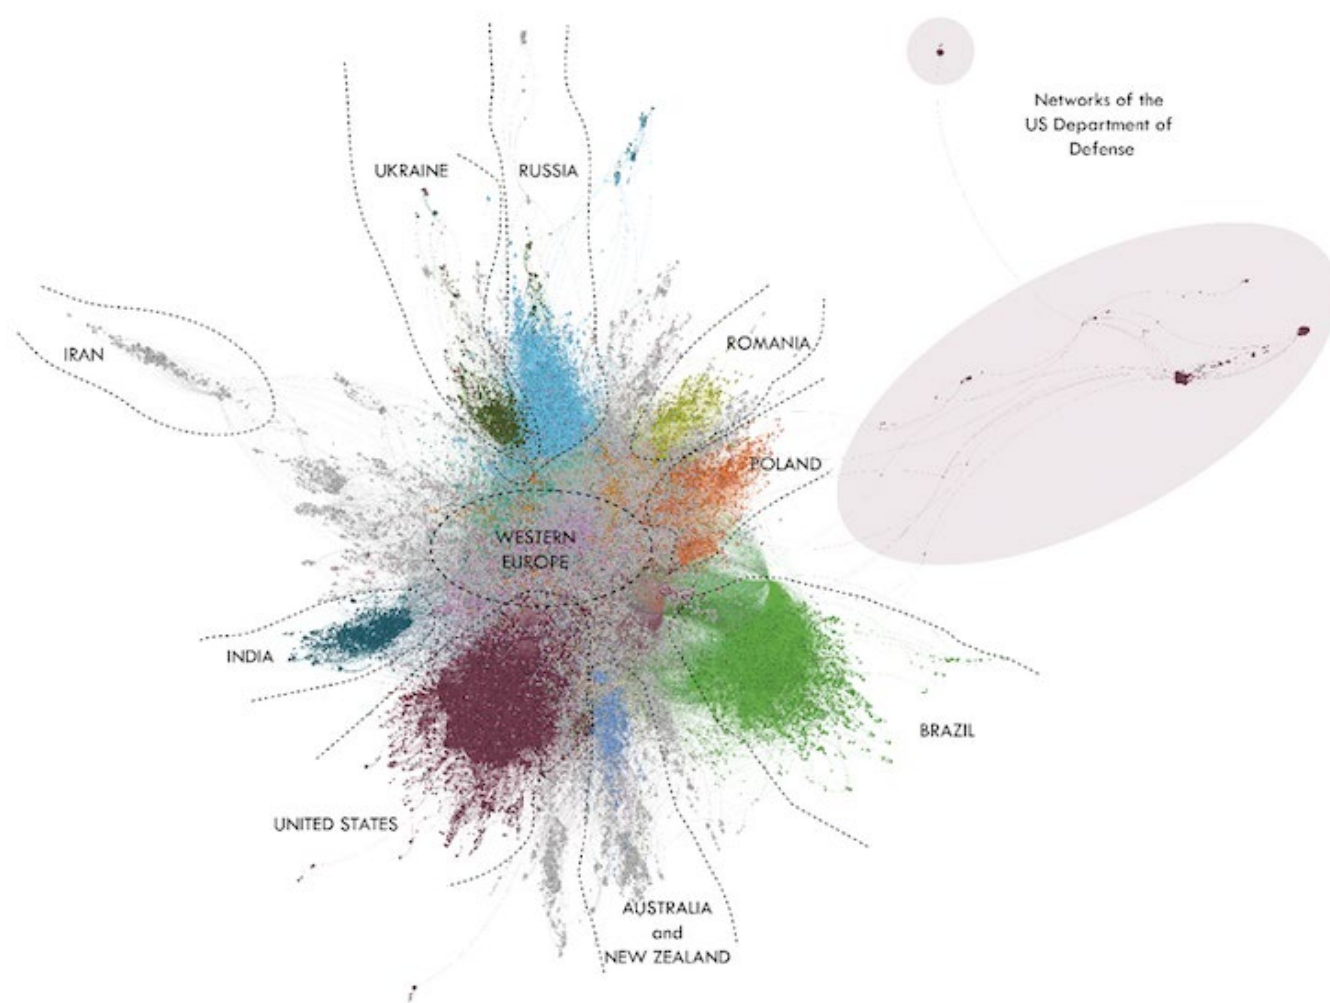 Networks of the
US Department of
Defense
UKRAINE
RUSSIA
ROMANIA
IRAN
POLAND
WESTERN
EUROPE
INDIA
BRAZIL
UNITED STATES
AUSTRALIA
and
NEW ZEALAND